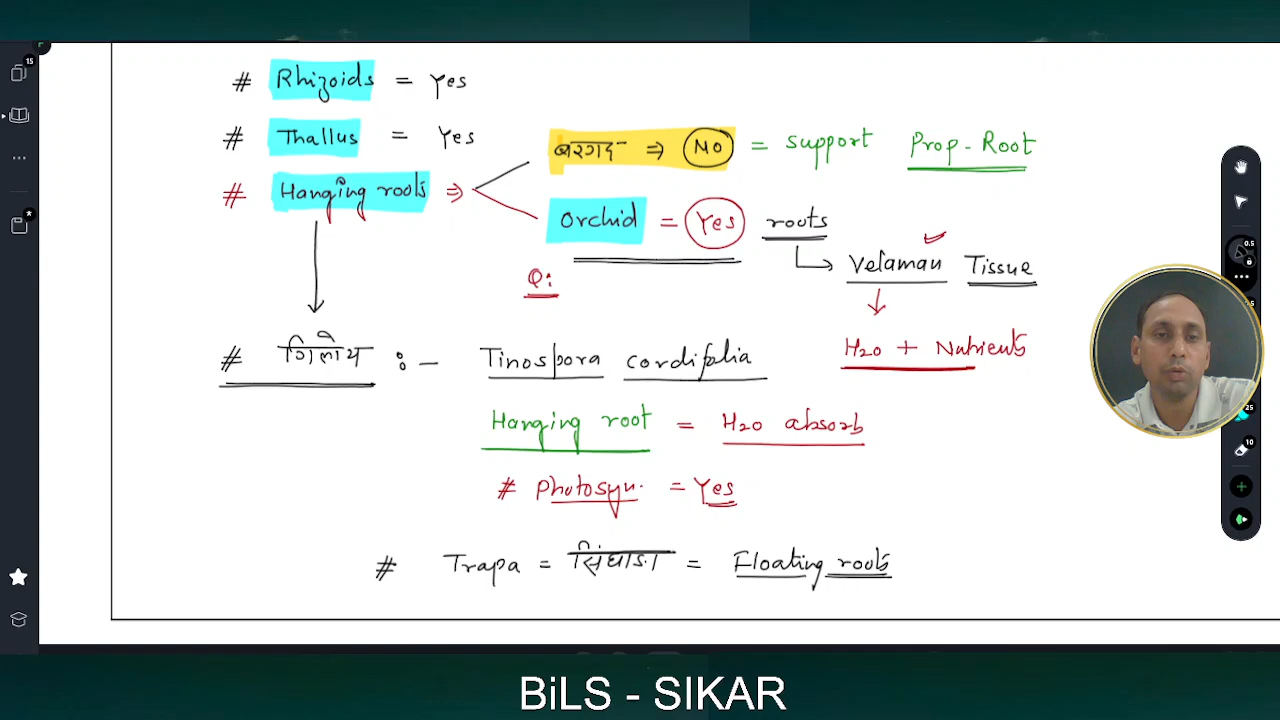 # Rhizoids = Yes
# Thallus = Yes
बरगद ⇒ No = support Prop-Root
# Hanging roots ⇒
Orchid = Yes roots
Velaman Tissue
Q:
H2O + Nutrients
# गिलोय :- Tinospora cordifolia
Hanging root = H2O absorb
# Photosyn. = Yes
# Trapa = सिंघाड़ा = Floating roots
BiLS - SIKAR